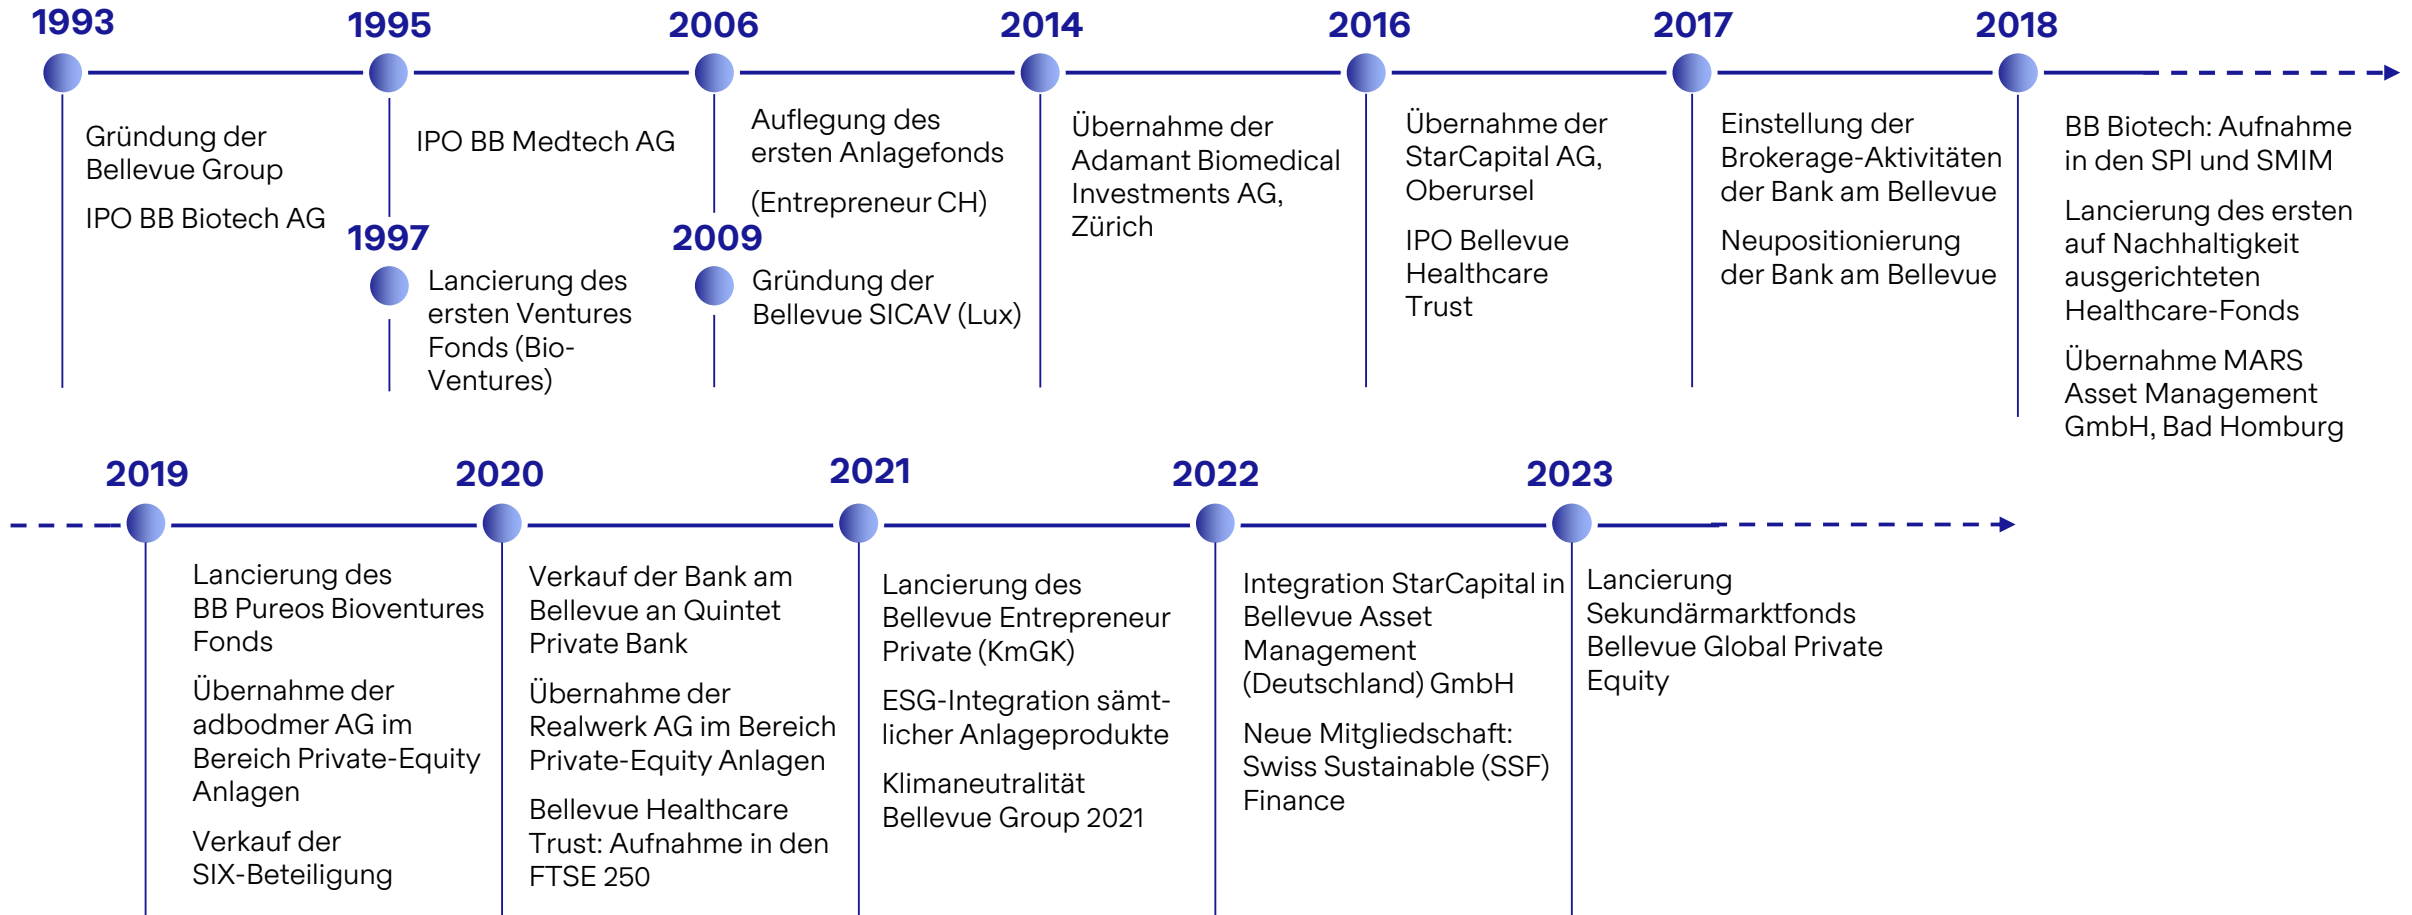 1993
Gründung der
Bellevue Group
IPO BB Biotech AG
1995
IPO BB Medtech AG
1997
Lancierung des
ersten Ventures
Fonds (Bio-
Ventures)
2006
Auflegung des
ersten Anlagefonds
(Entrepreneur CH)
2009
Gründung der
Bellevue SICAV (Lux)
2014
Übernahme der
Adamant Biomedical
Investments AG,
Zürich
2016
Übernahme der
StarCapital AG,
Oberursel
IPO Bellevue
Healthcare
Trust
2017
Einstellung der
Brokerage-Aktivitäten
der Bank am Bellevue
Neupositionierung
der Bank am Bellevue
2018
BB Biotech: Aufnahme
in den SPI und SMIM
Lancierung des ersten
auf Nachhaltigkeit
ausgerichteten
Healthcare-Fonds
Übernahme MARS
Asset Management
GmbH, Bad Homburg
2019
Lancierung des
BB Pureos Bioventures
Fonds
Übernahme der
adbodmer AG im
Bereich Private-Equity
Anlagen
Verkauf der
SIX-Beteiligung
2020
Verkauf der Bank am
Bellevue an Quintet
Private Bank
Übernahme der
Realwerk AG im Bereich
Private-Equity Anlagen
Bellevue Healthcare
Trust: Aufnahme in den
FTSE 250
2021
Lancierung des
Bellevue Entrepreneur
Private (KmGK)
ESG-Integration sämt-
licher Anlageprodukte
Klimaneutralität
Bellevue Group 2021
2022
Integration StarCapital in
Bellevue Asset
Management
(Deutschland) GmbH
Neue Mitgliedschaft:
Swiss Sustainable (SSF)
Finance
2023
Lancierung
Sekundärmarktfonds
Bellevue Global Private
Equity